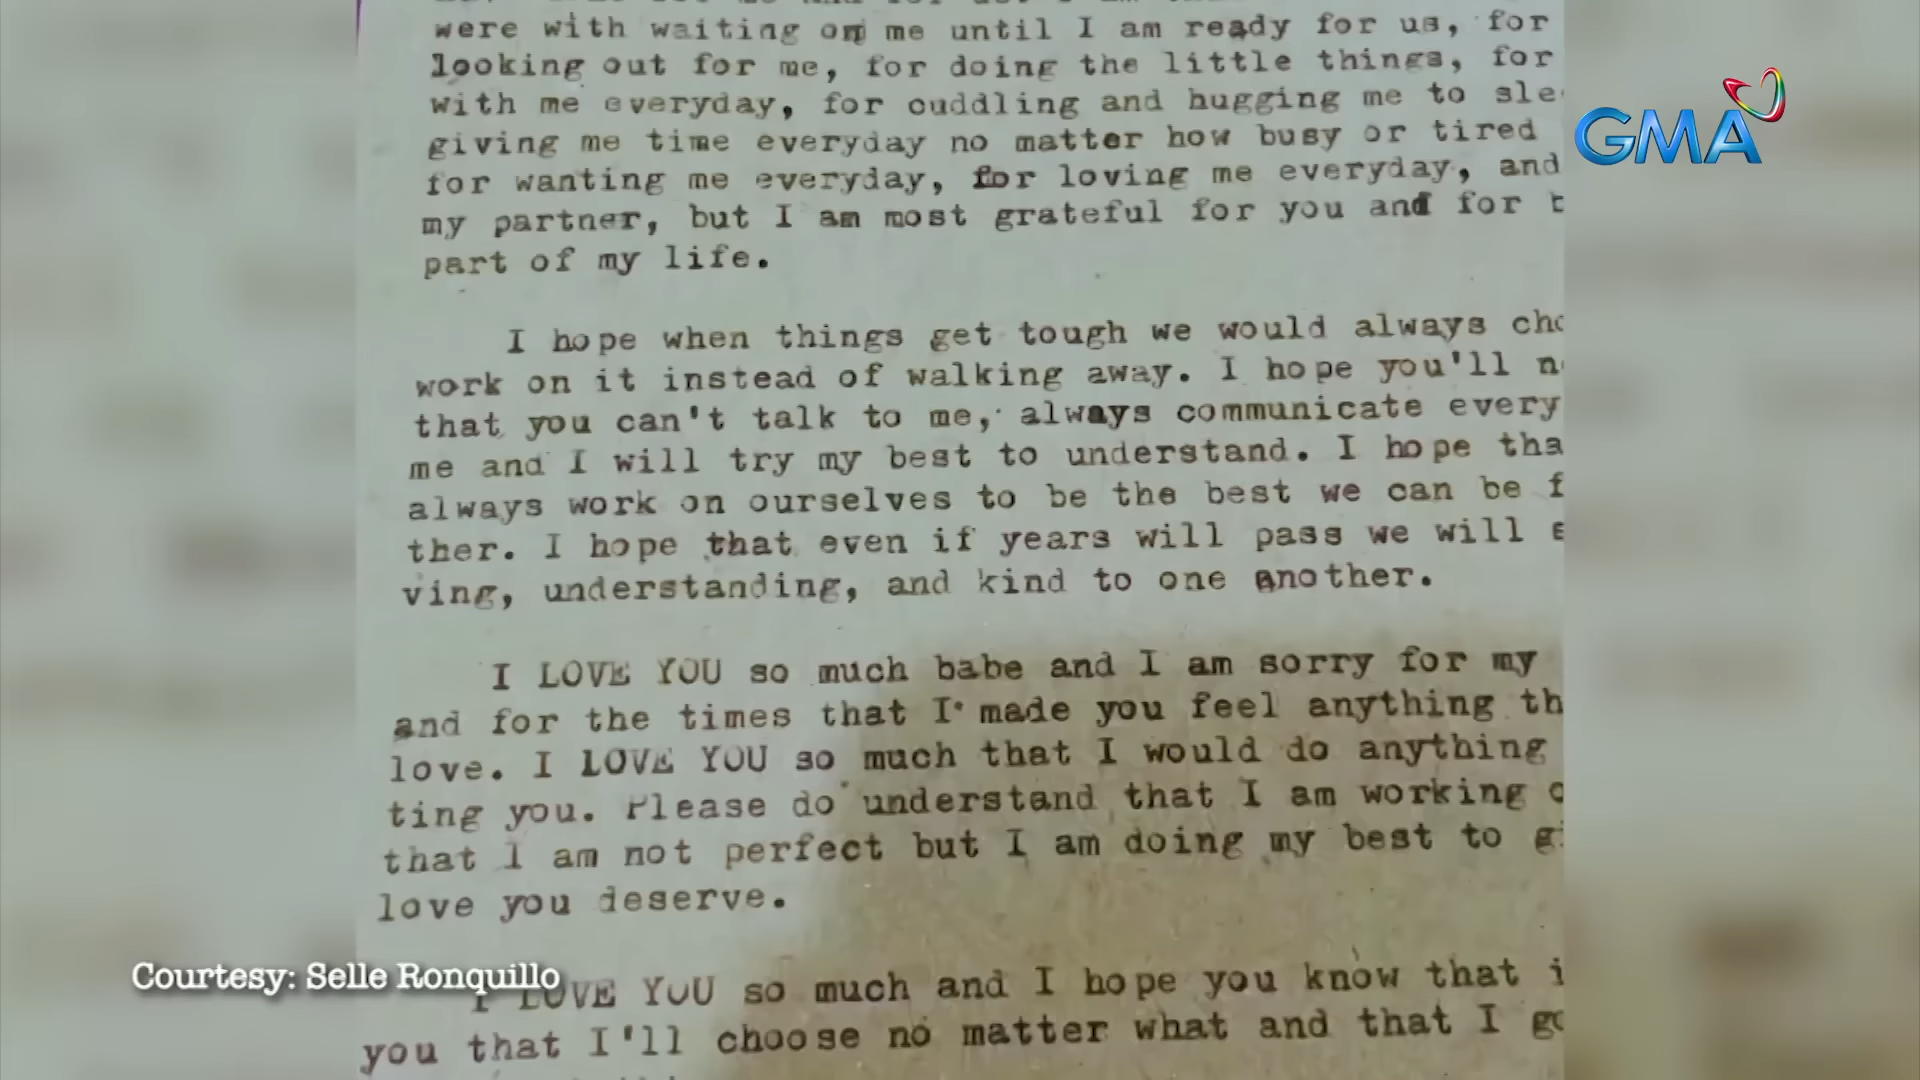 were with waiting on me until I am ready for us, for
looking out for me, for doing the little things, for
with me everyday, for cuddling and hugging me to sle
giving me time everyday no matter how busy or tired
for wanting me everyday, for loving me everyday, and
my partner, but I am most grateful for you and for
part of my life.
I hope when things get tough we would always cho
work on it instead of walking away. I hope you'll n
that you can't talk to me, always communicate every
me and I will try my best to understand. I hope tha
always work on ourselves to be the best we can be f
ther. I hope that even if years will pass we will
ving, understanding, and kind to one another.
I LOVE YOU so much babe and I am sorry for my
and for the times that I made you feel anything th
love. I LOVE YOU so much that I would do anything
ting you. Please do understand that I am working
that I am not perfect but I am doing my best to g
love you deserve.
I LOVE YOU so much and I hope you know that i
you that I'll choose no matter what and that I go
GMA
Courtesy: Selle Ronquillo